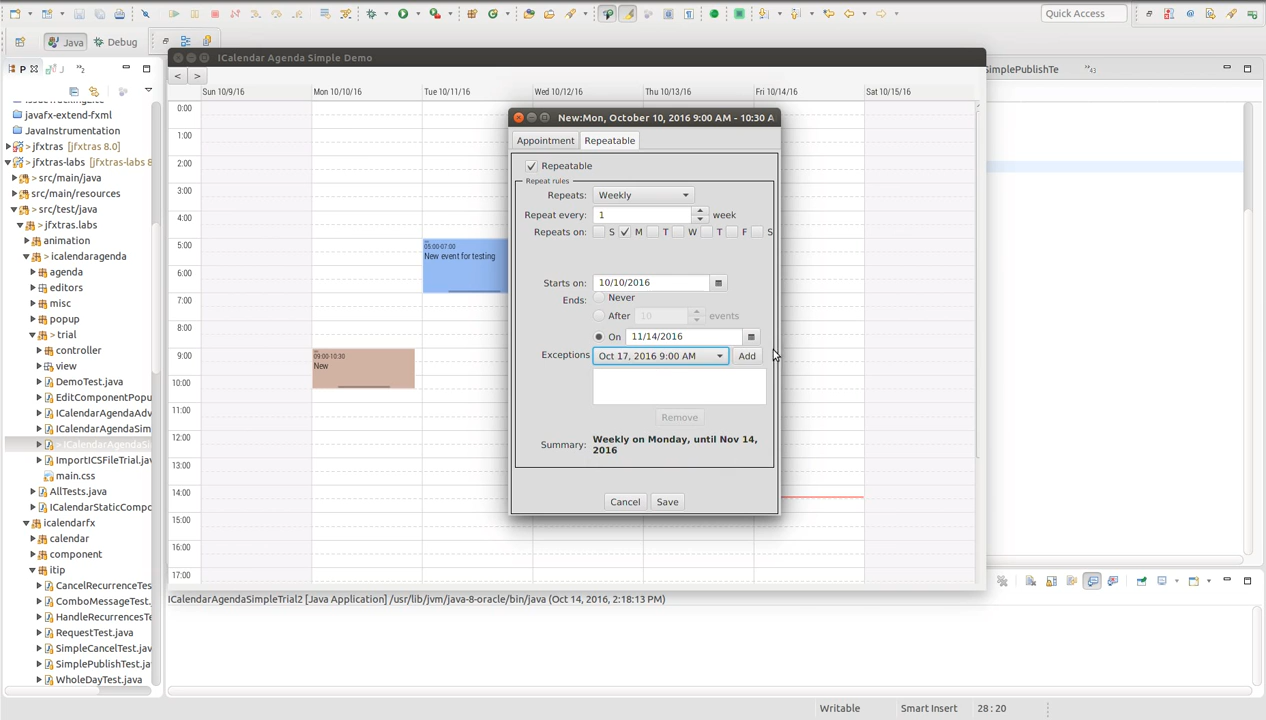 Quick Access
Java
Debug
P
J
2
ICalendar Agenda Simple Demo
SimplePublishTe
43
<
>
Sun 10/9/16
Mon 10/10/16
Tue 10/11/16
Wed 10/12/16
Thu 10/13/16
Fri 10/14/16
Sat 10/15/16
javafx-extend-fxml
JavaInstrumentation
> jfxtras [jfxtras 8.0]
> jfxtras-labs [jfxtras-labs 8
> src/main/java
src/main/resources
> src/test/java
> jfxtras.labs
animation
> icalendaragenda
agenda
editors
misc
popup
> trial
controller
view
DemoTest.java
EditComponentPopu
ICalendarAgendaAdv
ICalendarAgendaSim
> ICalendarAgendaSi
ImportICSFileTrial.jav
main.css
AllTests.java
ICalendarStaticCompo
icalendarfx
calendar
component
itip
CancelRecurrenceTes
ComboMessageTest.
HandleRecurrencesTe
RequestTest.java
SimpleCancelTest.jav
SimplePublishTest.ja
WholeDayTest.java
0:00
1:00
2:00
3:00
4:00
5:00
6:00
7:00
8:00
9:00
10:00
11:00
12:00
13:00
14:00
15:00
16:00
17:00
05:00-07:00
New event for testing
09:00-10:30
New
New:Mon, October 10, 2016 9:00 AM - 10:30 A
Appointment
Repeatable
Repeatable
Repeat rules
Repeats: Weekly
Repeat every: 1 week
Repeats on: S M T W T F S
Starts on: 10/10/2016
Ends: Never
After 10 events
On 11/14/2016
Exceptions Oct 17, 2016 9:00 AM Add
Remove
Summary: Weekly on Monday, until Nov 14,
2016
Cancel
Save
ICalendarAgendaSimpleTrial2 [Java Application] /usr/lib/jvm/java-8-oracle/bin/java (Oct 14, 2016, 2:18:13 PM)
Writable
Smart Insert
28 : 20